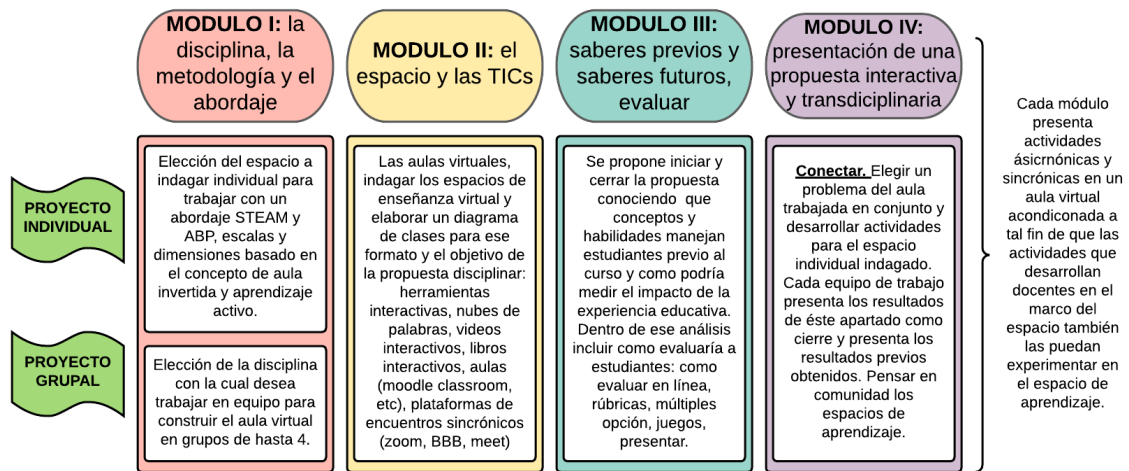 MODULO I: la
disciplina, la
metodología y el
abordaje
MODULO II: el
espacio y las TICs
MODULO III:
saberes previos y
saberes futuros,
evaluar
MODULO IV:
presentación de una
propuesta interactiva
y transdiciplinaria
PROYECTO
INDIVIDUAL
Elección del espacio a
indagar individual para
trabajar con un
abordaje STEAM y
ABP, escalas y
dimensiones basado en
el concepto de aula
invertida y aprendizaje
activo.
PROYECTO
GRUPAL
Elección de la disciplina
con la cual desea
trabajar en equipo para
construir el aula virtual
en grupos de hasta 4.
Las aulas virtuales,
indagar los espacios de
enseñanza virtual y
elaborar un diagrama
de clases para ese
formato y el objetivo de
la propuesta disciplinar:
herramientas
interactivas, nubes de
palabras, videos
interactivos, libros
interactivos, aulas
(moodle classroom,
etc), plataformas de
encuentros sincrónicos
(zoom, BBB, meet)
Se propone iniciar y
cerrar la propuesta
conociendo que
conceptos y
habilidades manejan
estudiantes previo al
curso y como podría
medir el impacto de la
experiencia educativa.
Dentro de ese análisis
incluir como evaluaría a
estudiantes: como
evaluar en línea,
rúbricas, múltiples
opción, juegos,
presentar.
Conectar. Elegir un
problema del aula
trabajada en conjunto y
desarrollar actividades
para el espacio
individual indagado.
Cada equipo de trabajo
presenta los resultados
de éste apartado como
cierre y presenta los
resultados previos
obtenidos. Pensar en
comunidad los
espacios de
aprendizaje.
Cada módulo
presenta
actividades
ásicrnónicas y
sincrónicas en un
aula virtual
acondiconada a
tal fin de que las
actividades que
desarrollan
docentes en el
marco del
espacio también
las puedan
experimentar en
el espacio de
aprendizaje.